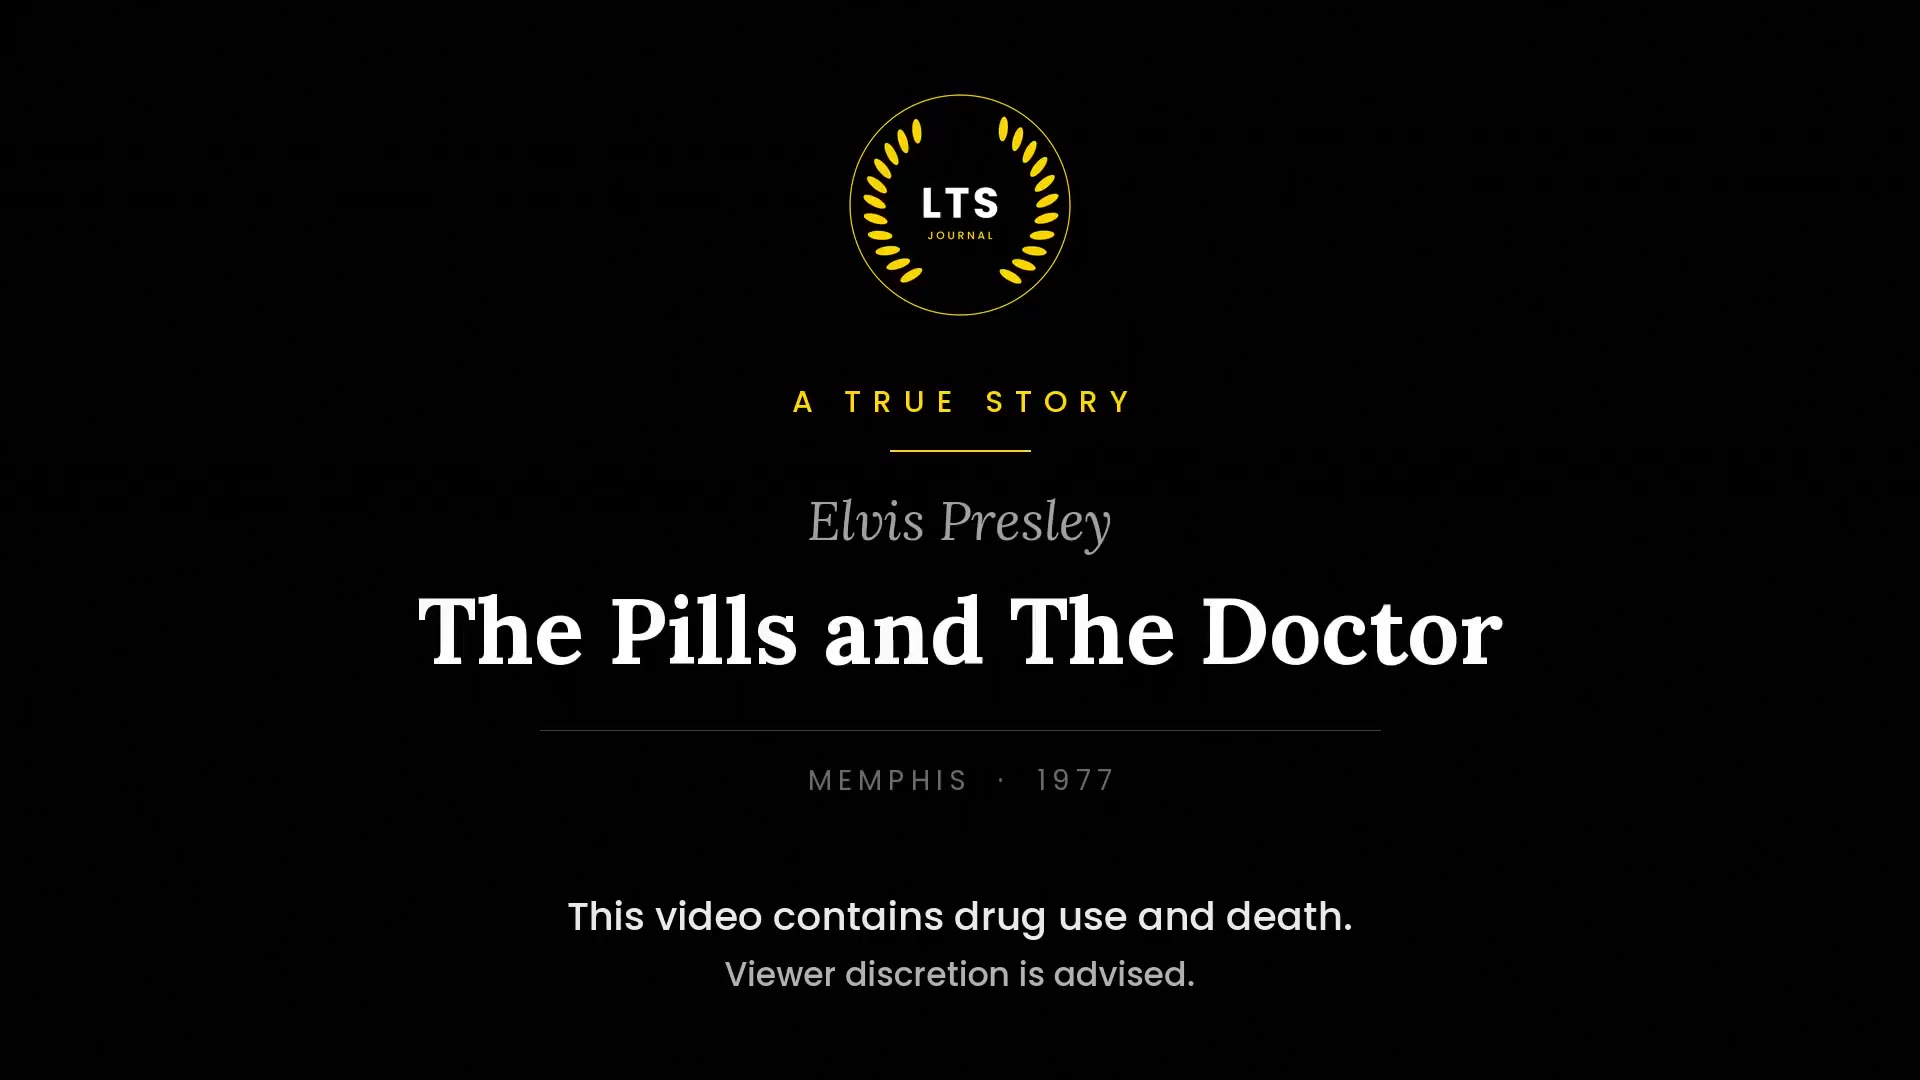 LTS
JOURNAL
A TRUE STORY
Elvis Presley
The Pills and The Doctor
MEMPHIS · 1977
This video contains drug use and death.
Viewer discretion is advised.